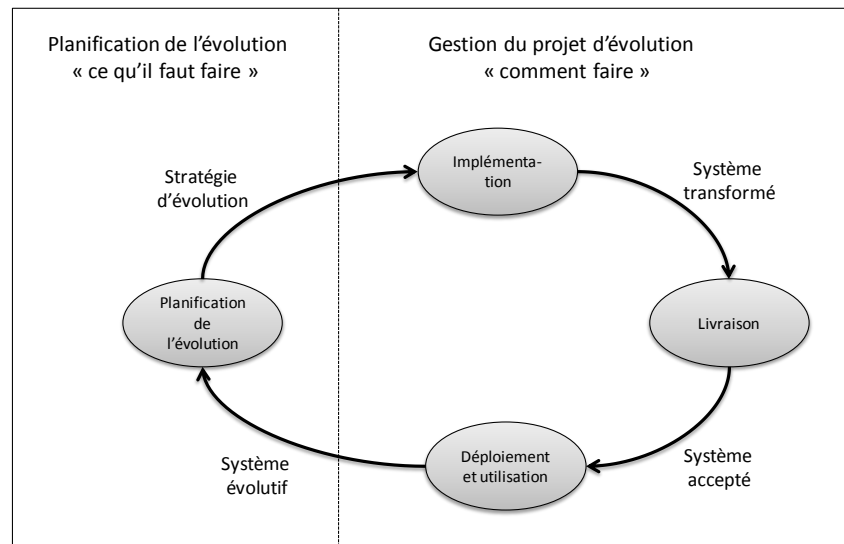 Planification de l'évolution
« ce qu'il faut faire »
Gestion du projet d'évolution
« comment faire »
Stratégie
d'évolution
Implémenta-
tion
Système
transformé
Planification
de
l'évolution
Livraison
Système
évolutif
Déploiement
et utilisation
Système
accepté